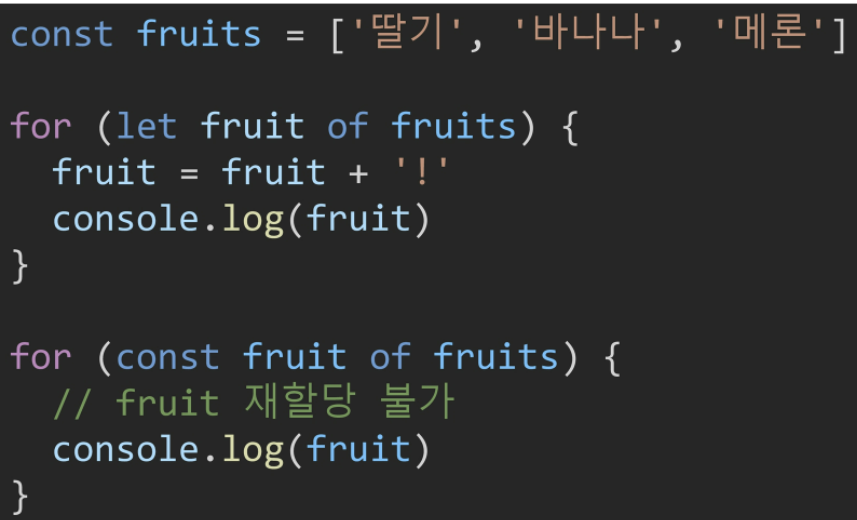 const fruits = ['딸기', '바나나', '메론']
for (let fruit of fruits) {
fruit = fruit + '!'
console.log(fruit)
}
for (const fruit of fruits) {
// fruit 재할당 불가
console.log(fruit)
}